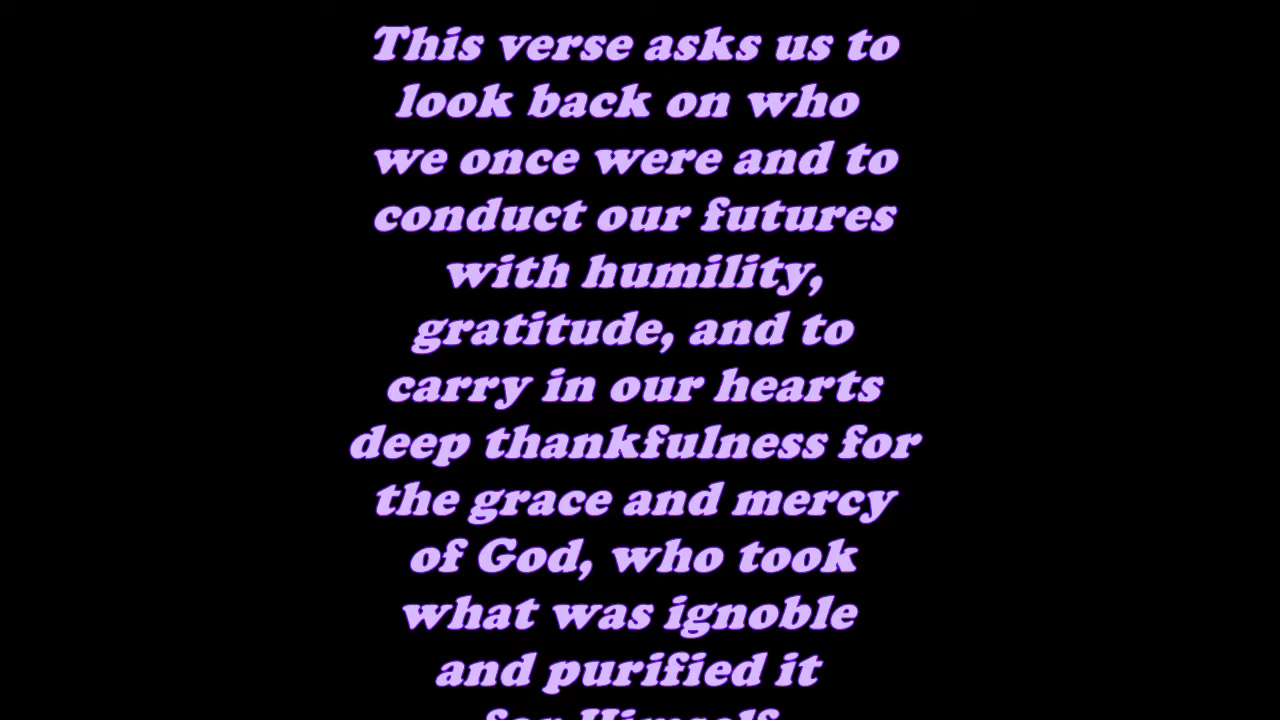 This verse asks us to
look back on who
we once were and to
conduct our futures
with humility,
gratitude, and to
carry in our hearts
deep thankfulness for
the grace and mercy
of God, who took
what was ignoble
and purified it
for Himself